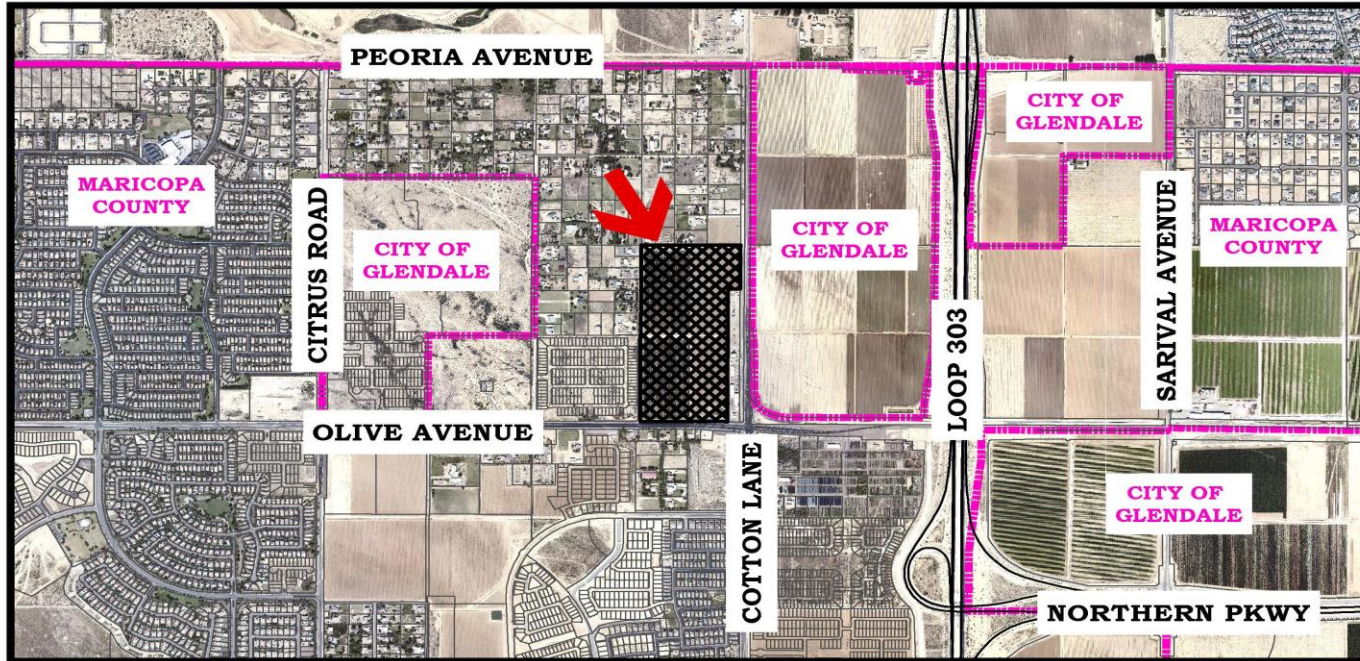 PEORIA AVENUE
CITY OF
GLENDALE
MARICOPA
COUNTY
CITRUS ROAD
CITY OF
GLENDALE
CITY OF
GLENDALE
LOOP 303
SARIVAL AVENUE
MARICOPA
COUNTY
OLIVE AVENUE
COTTON LANE
CITY OF
GLENDALE
NORTHERN PKWY